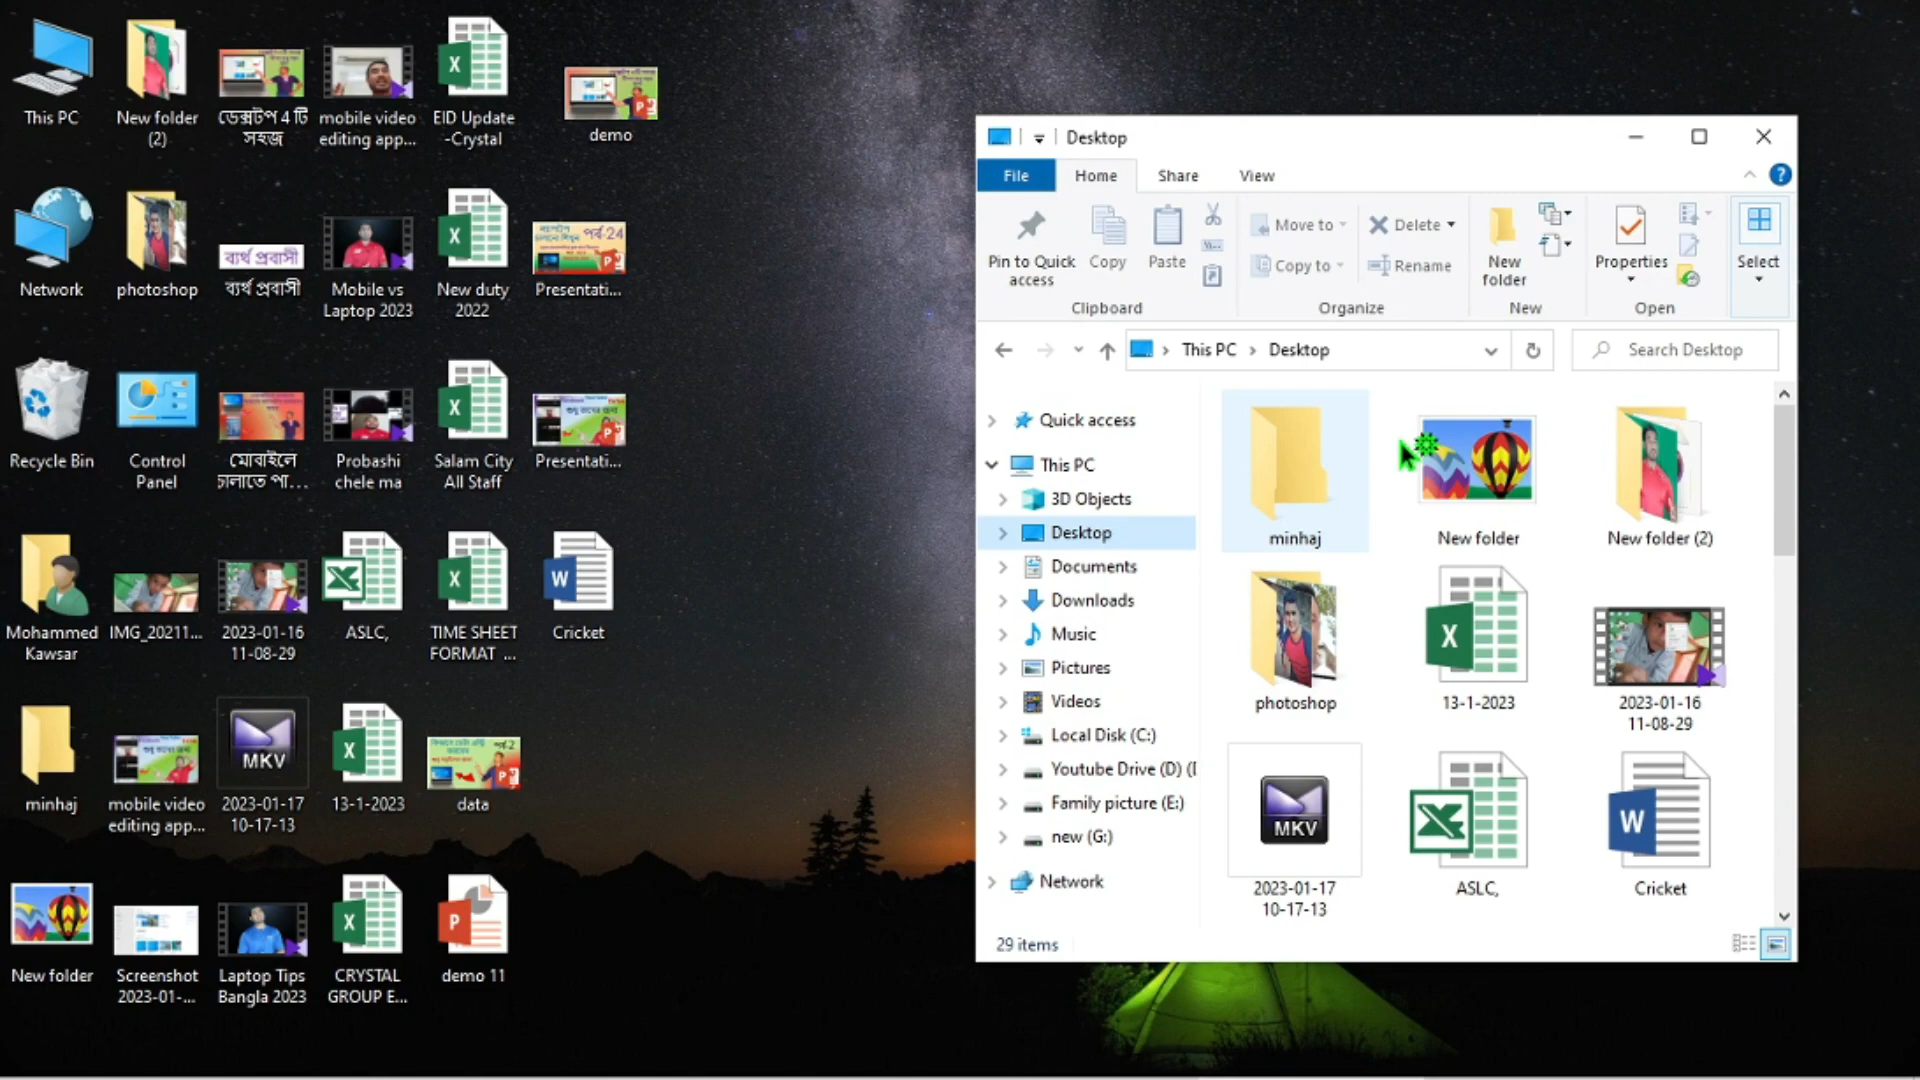 This PC
New folder
(2)
ডেক্সটপ 4 টি
সহজ
mobile video
editing app...
EID Update
-Crystal
demo
Network
photoshop
ব্যর্থ প্রবাসী
ব্যর্থ প্রবাসী
Mobile vs
Laptop 2023
New duty
2022
পর্ব-24
Presentati...
Recycle Bin
Control
Panel
মোবাইলে
চালাতে পা...
Probashi
chele ma
Salam City
All Staff
Presentati...
Mohammed
Kawsar
IMG_20211...
2023-01-16
11-08-29
ASLC,
TIME SHEET
FORMAT ...
Cricket
minhaj
mobile video
editing app...
MKV
2023-01-17
10-17-13
13-1-2023
data
New folder
Screenshot
2023-01-...
Laptop Tips
Bangla 2023
CRYSTAL
GROUP E...
demo 11
Desktop
File
Home
Share
View
Pin to Quick
access
Copy
Paste
Clipboard
Move to
Copy to
Delete
Rename
Organize
New
folder
New
Properties
Open
Select
This PC > Desktop
Search Desktop
Quick access
This PC
3D Objects
Desktop
Documents
Downloads
Music
Pictures
Videos
Local Disk (C:)
Youtube Drive (D) (
Family picture (E:)
new (G:)
Network
minhaj
New folder
New folder (2)
photoshop
13-1-2023
2023-01-16
11-08-29
MKV
2023-01-17
10-17-13
ASLC,
Cricket
29 items